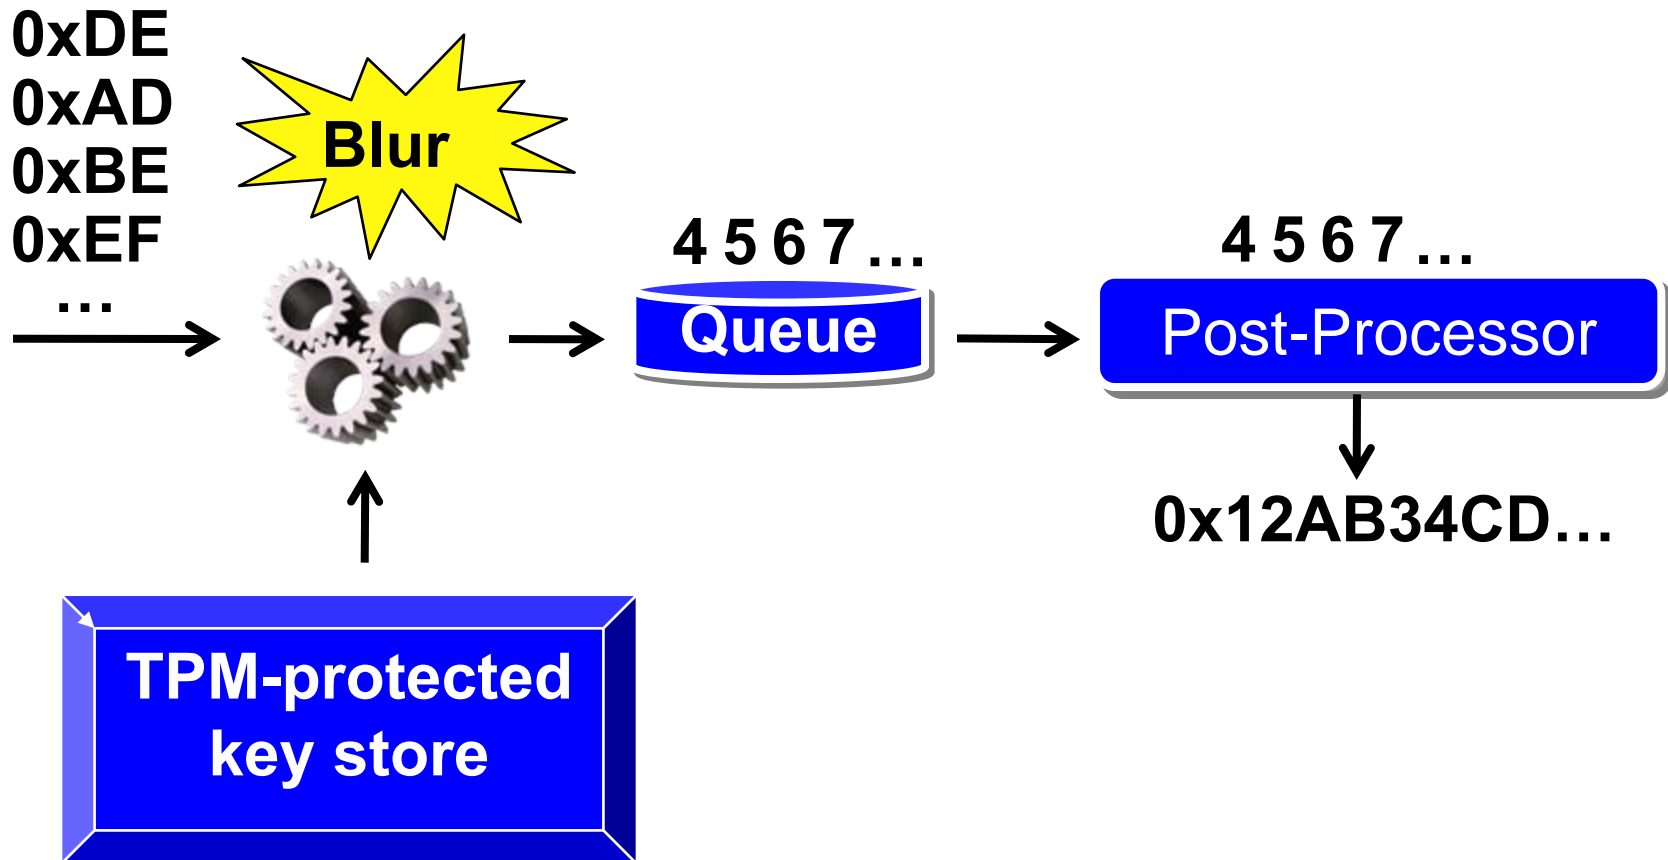 0xDE
0xAD
0xBE
0xEF
…
Blur
4 5 6 7…
Queue
4 5 6 7…
Post-Processor
0x12AB34CD…
TPM-protected
key store